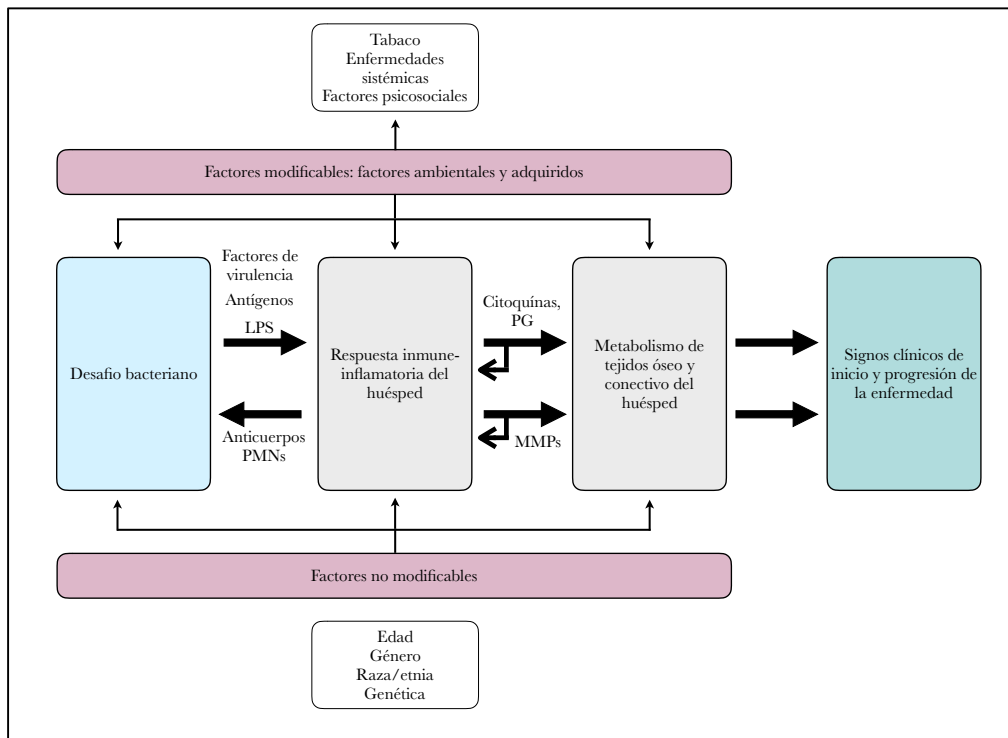 Tabaco
Enfermedades
sistémicas
Factores psicosociales
Factores modificables: factores ambientales y adquiridos
Desafio bacteriano
Factores de
virulencia
Antígenos
LPS
Anticuerpos
PMNs
Respuesta inmune-
inflamatoria del
huésped
Citoquínas,
PG
MMPs
Metabolismo de
tejidos óseo y
conectivo del
huésped
Signos clínicos de
inicio y progresión de
la enfermedad
Factores no modificables
Edad
Género
Raza/etnia
Genética